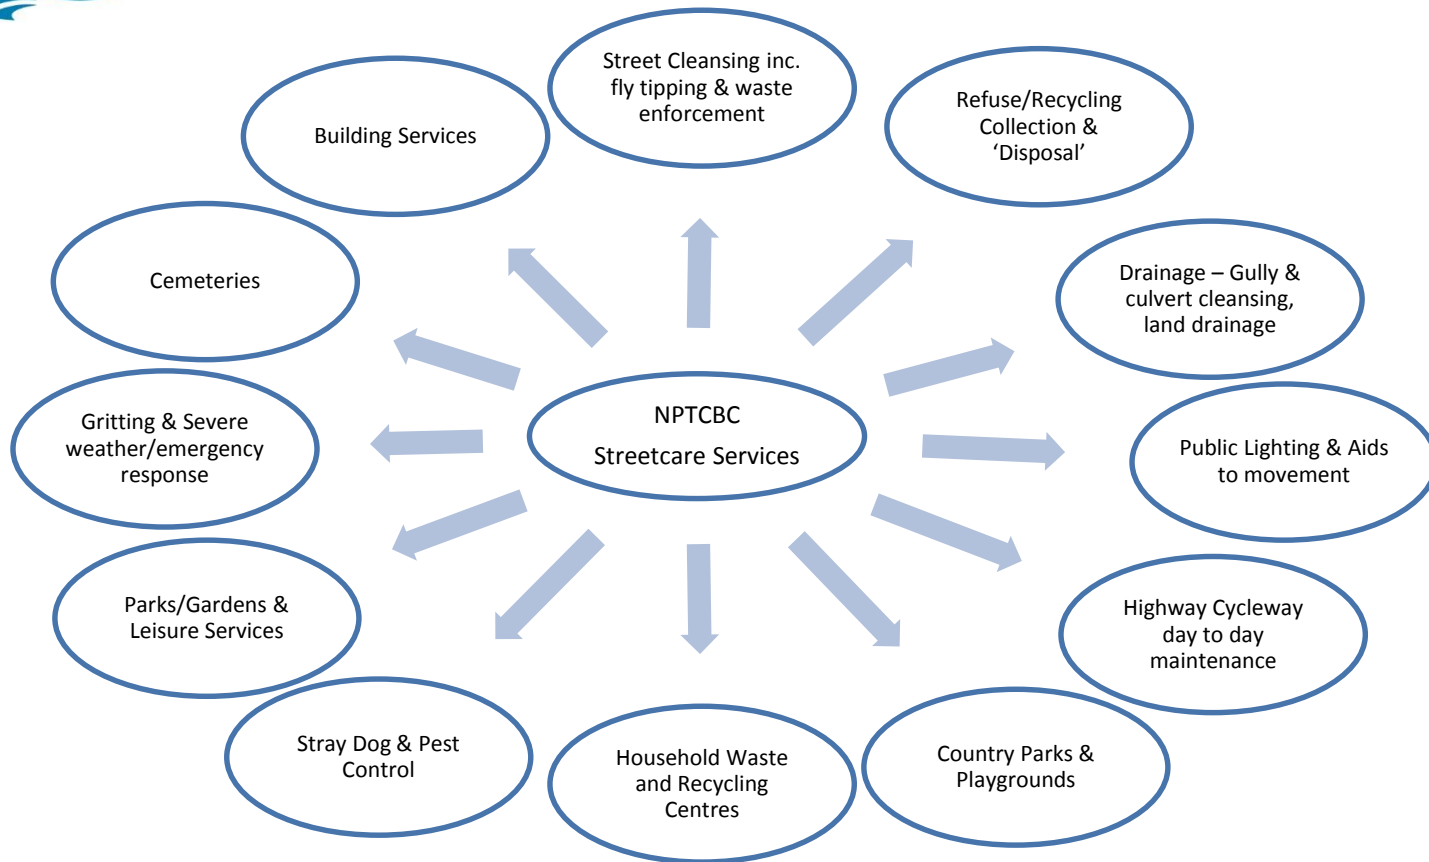 Street Cleansing inc.
fly tipping & waste
enforcement
Refuse/Recycling
Collection &
‘Disposal’
Building Services
Drainage – Gully &
culvert cleansing,
land drainage
Cemeteries
NPTCBC
Streetcare Services
Gritting & Severe
weather/emergency
response
Public Lighting & Aids
to movement
Parks/Gardens &
Leisure Services
Highway Cycleway
day to day
maintenance
Stray Dog & Pest
Control
Household Waste
and Recycling
Centres
Country Parks &
Playgrounds